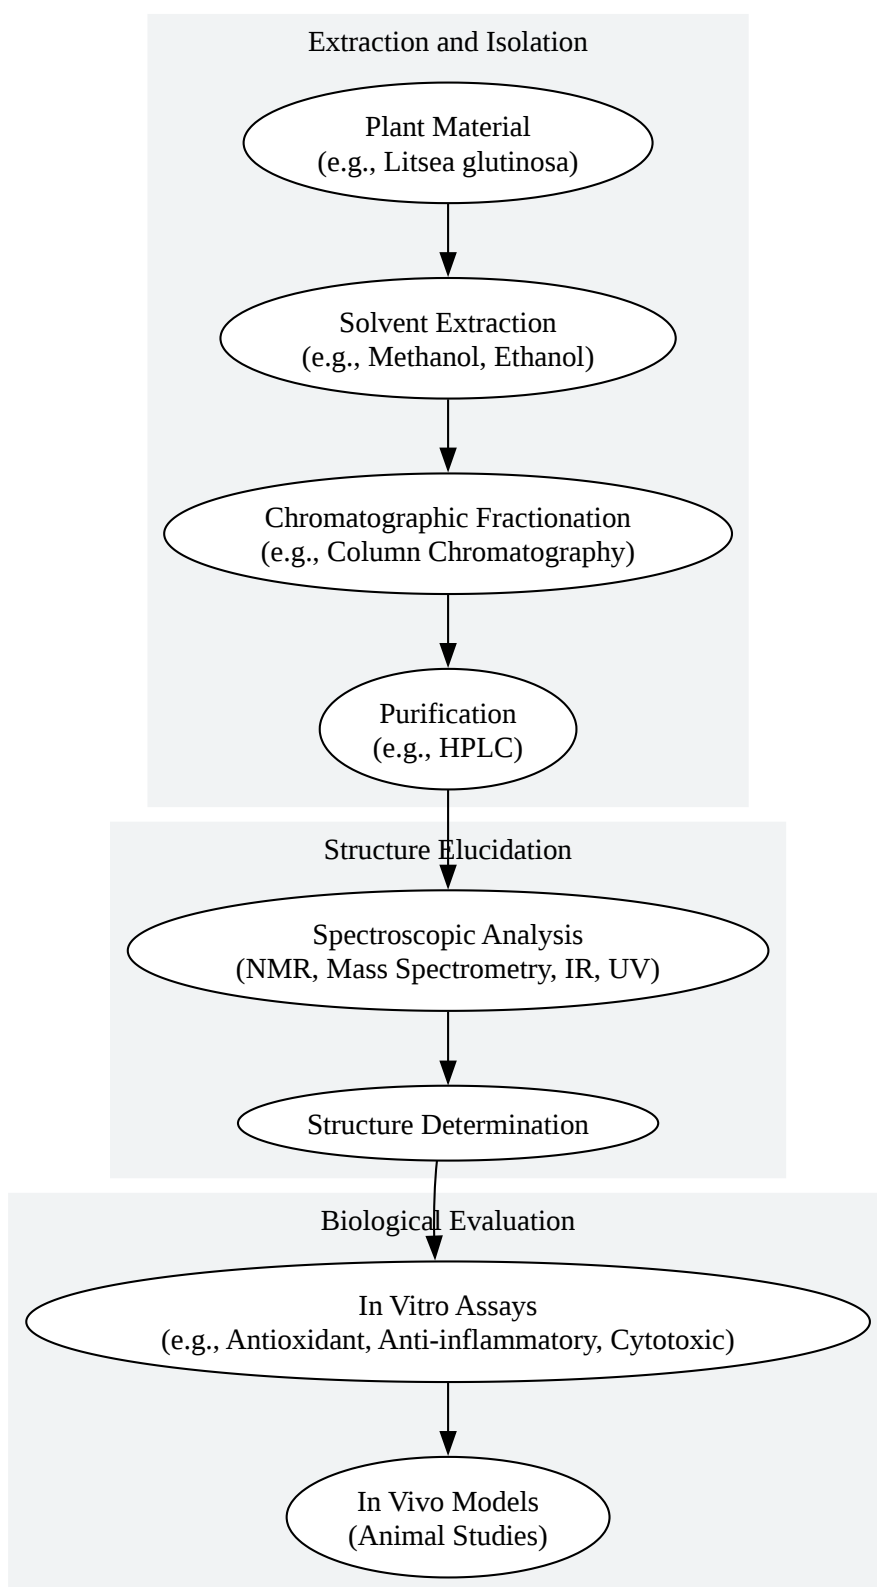 Extraction and Isolation
Plant Material
(e.g., Litsea glutinosa)
Solvent Extraction
(e.g., Methanol, Ethanol)
Chromatographic Fractionation
(e.g., Column Chromatography)
Purification
(e.g., HPLC)
Structure Elucidation
Spectroscopic Analysis
(NMR, Mass Spectrometry, IR, UV)
Structure Determination
Biological Evaluation
In Vitro Assays
(e.g., Antioxidant, Anti-inflammatory, Cytotoxic)
In Vivo Models
(Animal Studies)